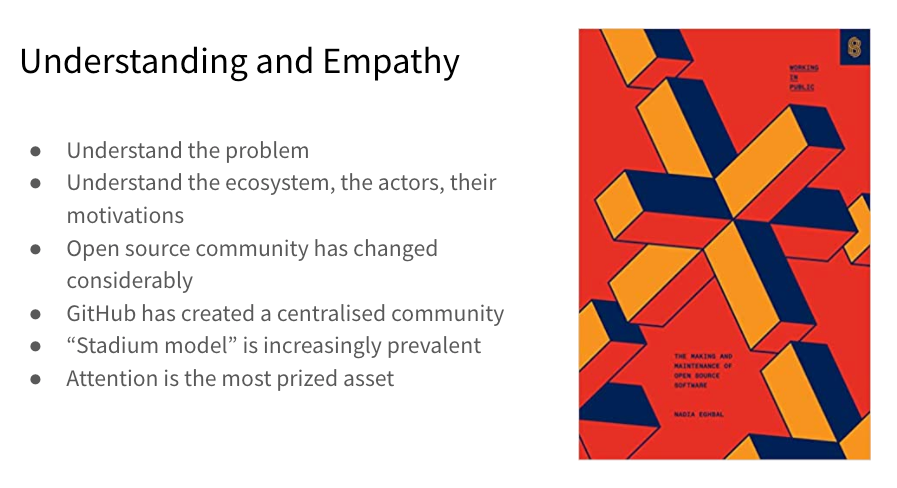 Understanding and Empathy
● Understand the problem
● Understand the ecosystem, the actors, their
motivations
● Open source community has changed
considerably
● GitHub has created a centralised community
● “Stadium model” is increasingly prevalent
● Attention is the most prized asset
WORKING
IN
PUBLIC
THE MAKING AND
MAINTENANCE OF
OPEN SOURCE
SOFTWARE
NADIA EGHBAL